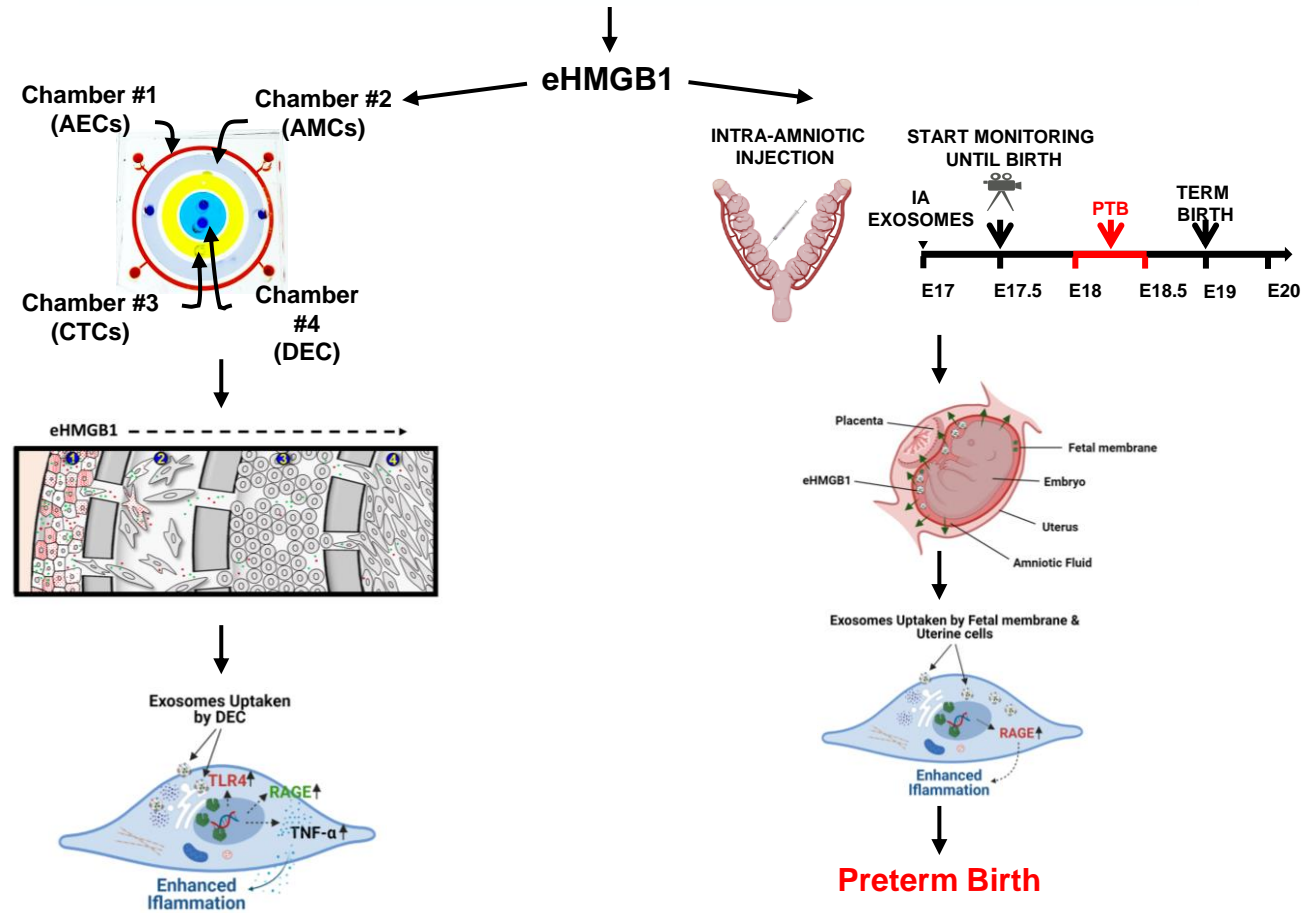 eHMGB1
Chamber #1
(AECs)
Chamber #2
(AMCs)
Chamber #3
(CTCs)
Chamber
#4
(DEC)
eHMGB1
1
2
3
4
Exosomes Uptaken
by DEC
TLR4
RAGE
TNF-α
Enhanced
Iflammation
INTRA-AMNIOTIC
INJECTION
START MONITORING
UNTIL BIRTH
IA
EXOSOMES
PTB
TERM
BIRTH
E17
E17.5
E18
E18.5
E19
E20
Placenta
Fetal membrane
eHMGB1
Embryo
Uterus
Amniotic Fluid
Exosomes Uptaken by Fetal membrane &
Uterine cells
RAGE
Enhanced
Iflammation
Preterm Birth